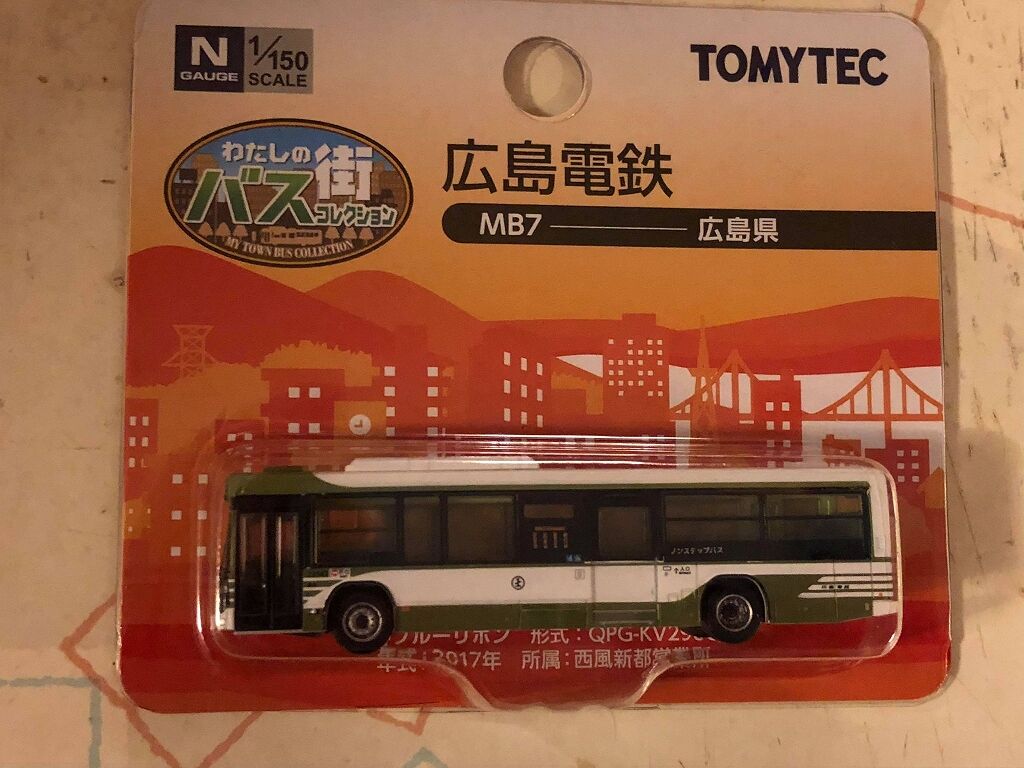 N
GAUGE
1/150
SCALE
TOMYTEC
わたしの
街
バス
コレクション
MY TOWN BUS COLLECTION
広島電鉄
MB7 広島県
ノンステップバス
入口
ブルーリボン 形式：QPG-KV290
年式：2017年 所属：西風新都営業所